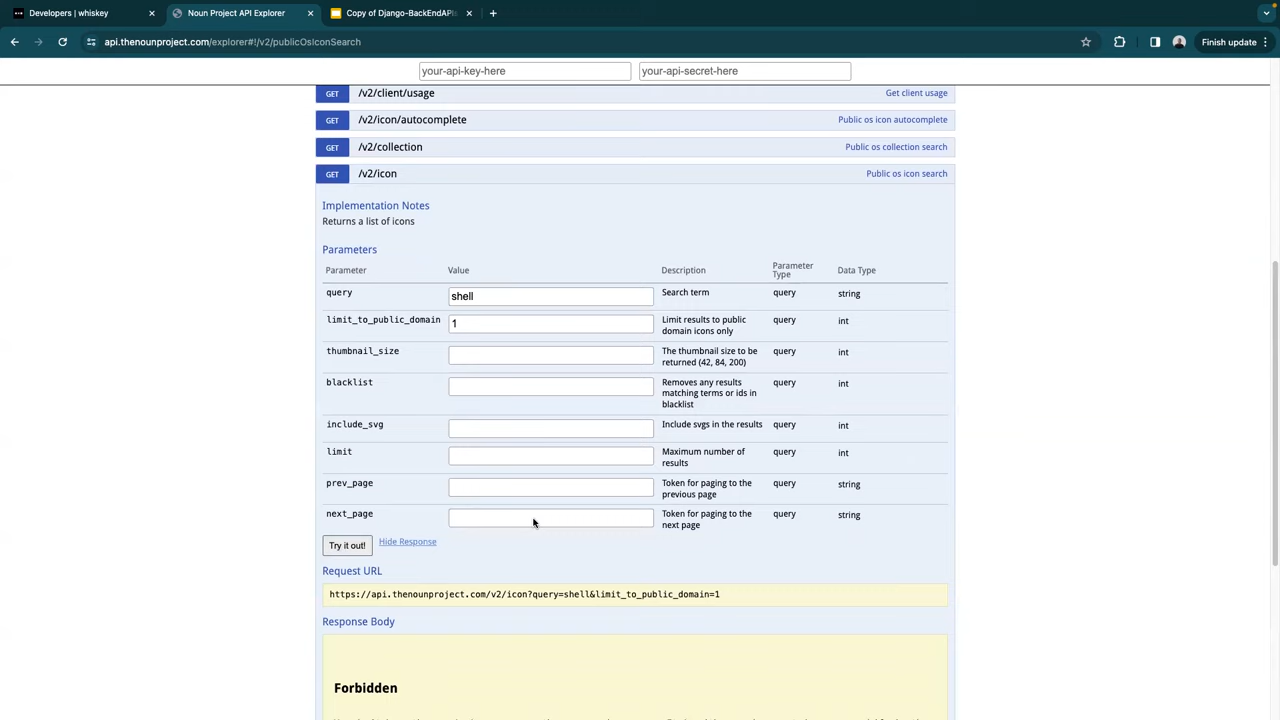 Developers | whiskey
Noun Project API Explorer
Copy of Django-BackEndAPIs
api.thenounproject.com/explorer#!/v2/publicOsIconSearch
Finish update
your-api-key-here
your-api-secret-here
GET /v2/client/usage Get client usage
GET /v2/icon/autocomplete Public os icon autocomplete
GET /v2/collection Public os collection search
GET /v2/icon Public os icon search
Implementation Notes
Returns a list of icons
Parameters
Parameter Value Description Parameter Type Data Type
query shell Search term query string
limit_to_public_domain 1 Limit results to public domain icons only query int
thumbnail_size The thumbnail size to be returned (42, 84, 200) query int
blacklist Removes any results matching terms or ids in blacklist query int
include_svg Include svgs in the results query int
limit Maximum number of results query int
prev_page Token for paging to the previous page query string
next_page Token for paging to the next page query string
Try it out! Hide Response
Request URL
https://api.thenounproject.com/v2/icon?query=shell&limit_to_public_domain=1
Response Body
Forbidden